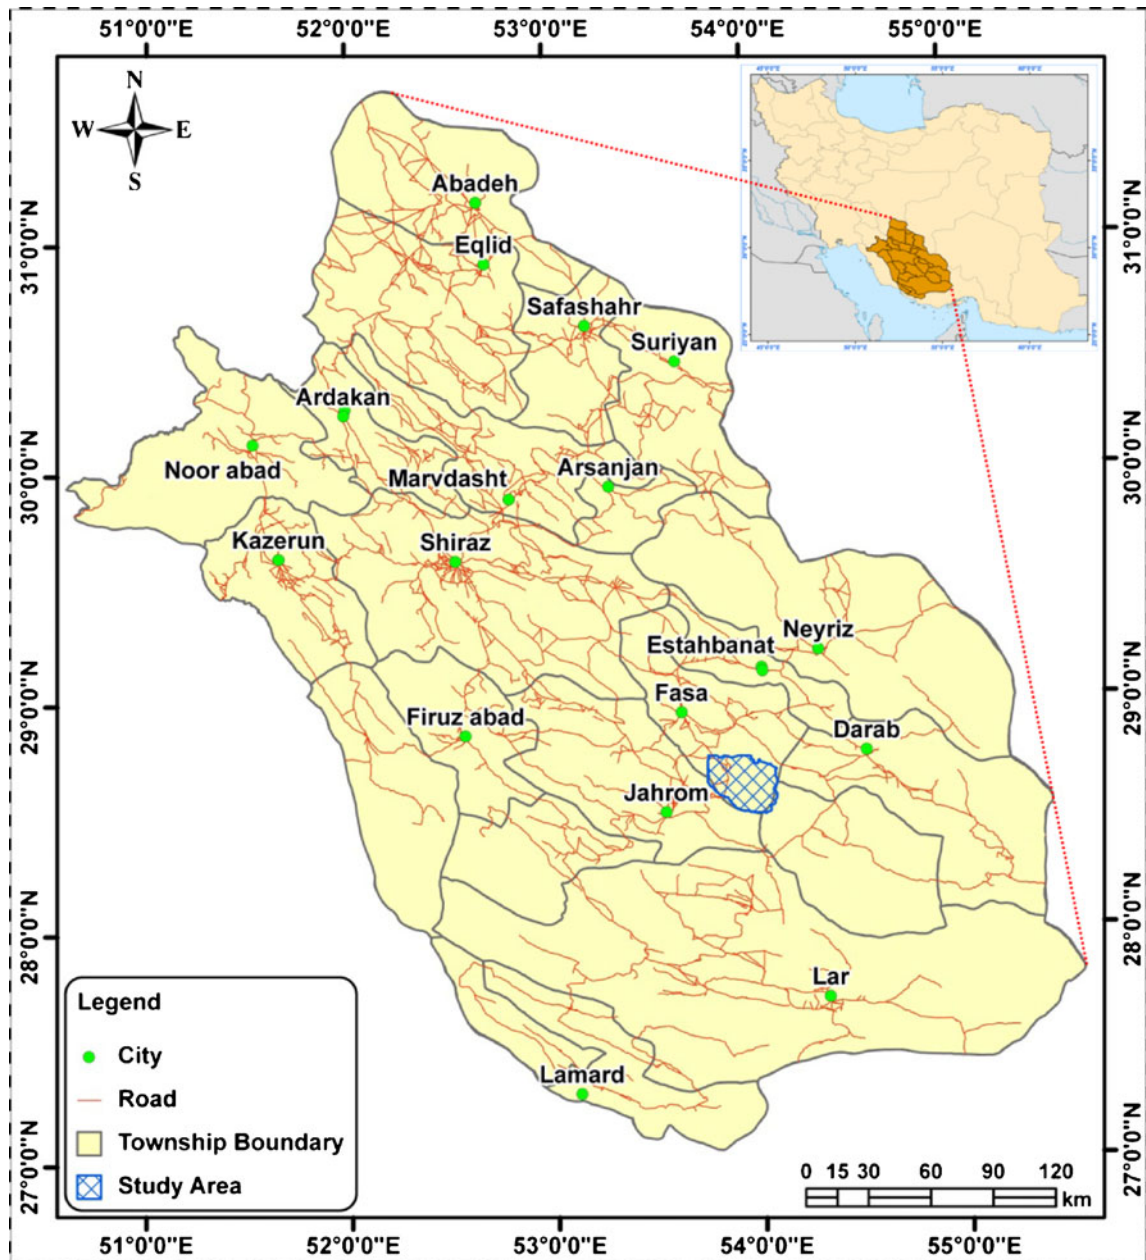 51°0'0"E 52°0'0"E 53°0'0"E 54°0'0"E 55°0'0"E
N
W E
S
31°0'0"N
30°0'0"N
29°0'0"N
28°0'0"N
27°0'0"N
31°0'0"N
30°0'0"N
29°0'0"N
28°0'0"N
27°0'0"N
Abadeh
Eqlid
Safashahr
Suriyan
Ardakan
Noor abad
Marvdasht
Arsanjan
Kazerun
Shiraz
Neyriz
Estahbanat
Fasa
Firuz abad
Darab
Jahrom
Lar
Lamard
Legend
City
Road
Township Boundary
Study Area
0 15 30 60 90 120
km
51°0'0"E 52°0'0"E 53°0'0"E 54°0'0"E 55°0'0"E